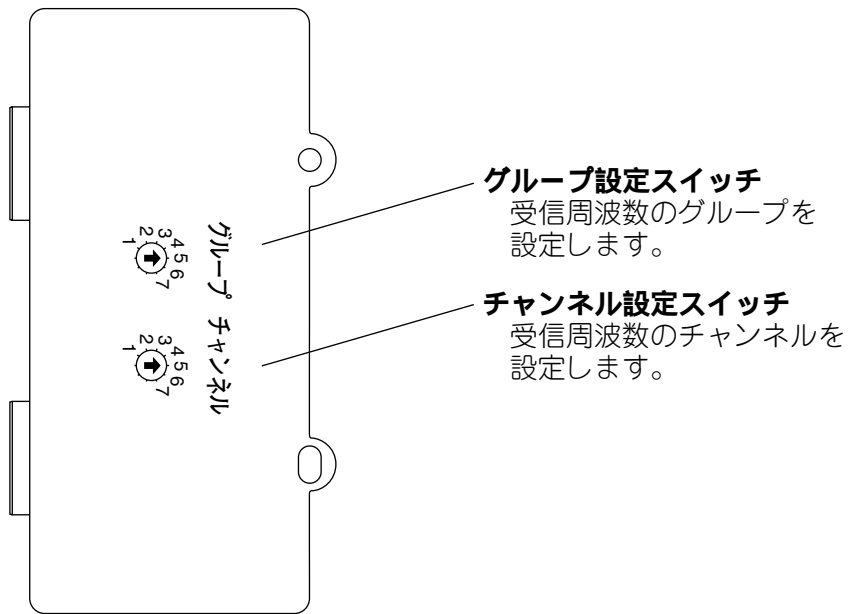 グループ設定スイッチ
受信周波数のグループを
設定します。
チャンネル設定スイッチ
受信周波数のチャンネルを
設定します。
グループ
1 2 3 4 5 6 7
チャンネル
1 2 3 4 5 6 7